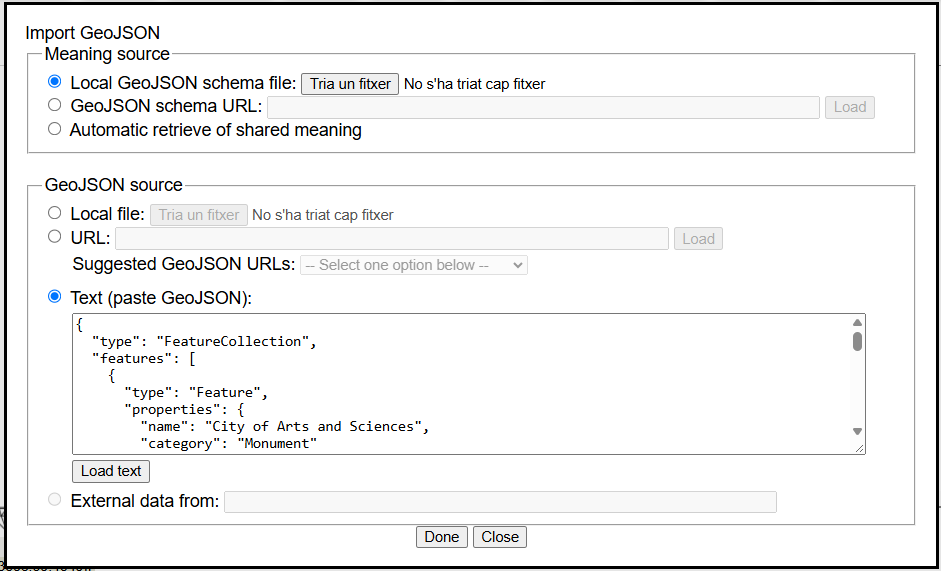 Import GeoJSON
Meaning source
Local GeoJSON schema file: Tria un fitxer No s'ha triat cap fitxer
GeoJSON schema URL: Load
Automatic retrieve of shared meaning
GeoJSON source
Local file: Tria un fitxer No s'ha triat cap fitxer
URL: Load
Suggested GeoJSON URLs: -- Select one option below --
Text (paste GeoJSON):
{
"type": "FeatureCollection",
"features": [
{
"type": "Feature",
"properties": {
"name": "City of Arts and Sciences",
"category": "Monument"
Load text
External data from:
Done Close